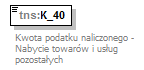 tns:K_40
Kwota podatku naliczonego -
Nabycie towarów i usług
pozostałych